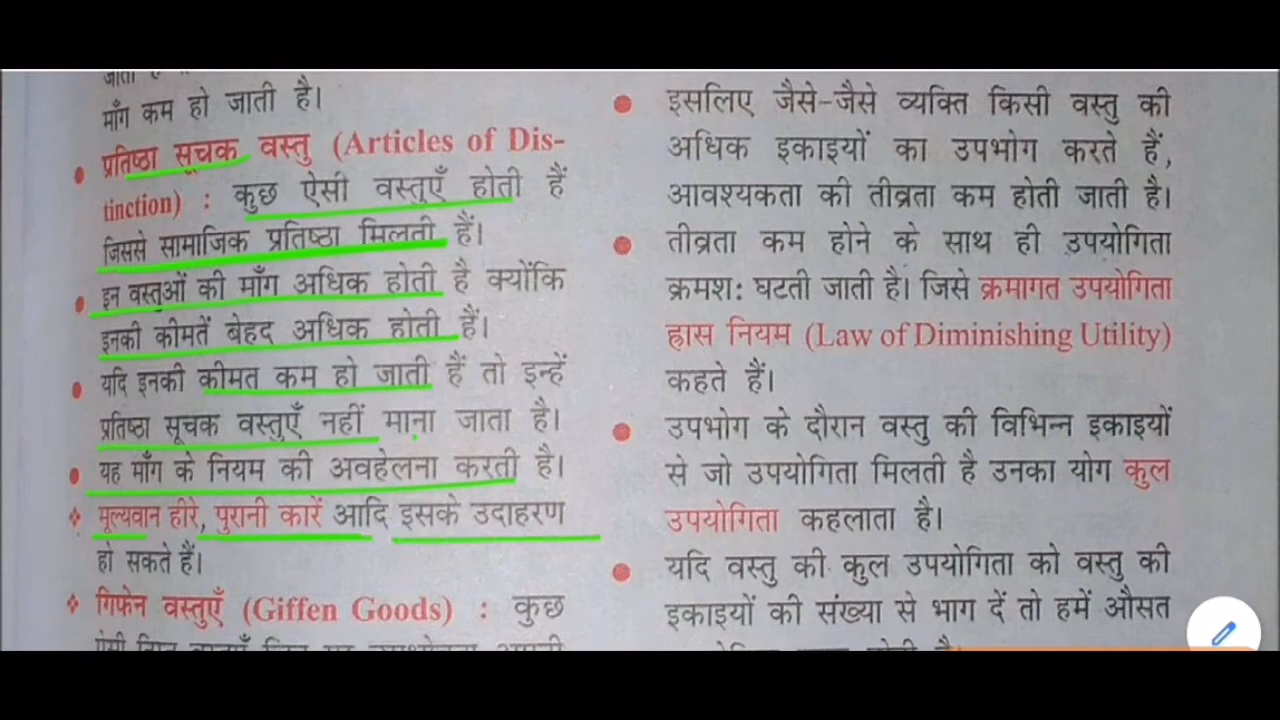 माँग कम हो जाती है।
प्रतिष्ठा सूचक वस्तु (Articles of Dis-
tinction) : कुछ ऐसी वस्तुएँ होती हैं
जिससे सामाजिक प्रतिष्ठा मिलती हैं।
इन वस्तुओं की माँग अधिक होती है क्योंकि
इनकी कीमतें बेहद अधिक होती हैं।
यदि इनकी कीमत कम हो जाती हैं तो इन्हें
प्रतिष्ठा सूचक वस्तुएँ नहीं माना जाता है।
यह माँग के नियम की अवहेलना करती है।
मूल्यवान हीरे, पुरानी कारें आदि इसके उदाहरण
हो सकते हैं।
गिफेन वस्तुएँ (Giffen Goods) : कुछ
इसलिए जैसे-जैसे व्यक्ति किसी वस्तु की
अधिक इकाइयों का उपभोग करते हैं,
आवश्यकता की तीव्रता कम होती जाती है।
तीव्रता कम होने के साथ ही उपयोगिता
क्रमश: घटती जाती है। जिसे क्रमागत उपयोगिता
ह्रास नियम (Law of Diminishing Utility)
कहते हैं।
उपभोग के दौरान वस्तु की विभिन्न इकाइयों
से जो उपयोगिता मिलती है उनका योग कुल
उपयोगिता कहलाता है।
यदि वस्तु की कुल उपयोगिता को वस्तु की
इकाइयों की संख्या से भाग दें तो हमें औसत